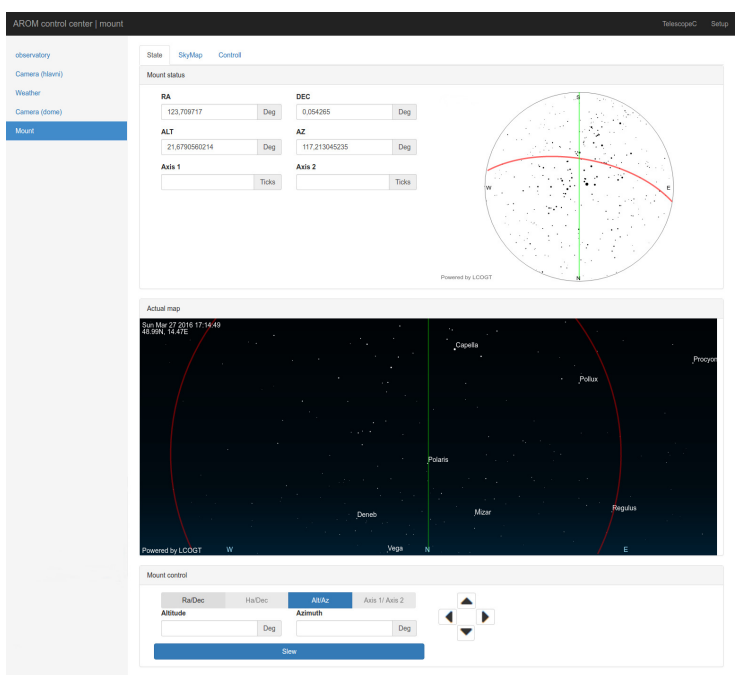 AROM control center | mount
TelescopeC Setup
observatory
Camera (hlavni)
Weather
Camera (dome)
Mount
State SkyMap Controll
Mount status
RA DEC
123,709717 Deg 0,054265 Deg
ALT AZ
21,6790560214 Deg 117,213045235 Deg
Axis 1 Axis 2
Ticks Ticks
S
W E
N
Powered by LCOGT
Actual map
Sun Mar 27 2016 17:14:49
48.99N, 14.47E
Capella
Procyon
Pollux
Polaris
Regulus
Deneb Mizar
Powered by LCOGT W Vega N E
Mount control
Ra/Dec Ha/Dec Alt/Az Axis 1/ Axis 2
Altitude Azimuth
Deg Deg
Slew